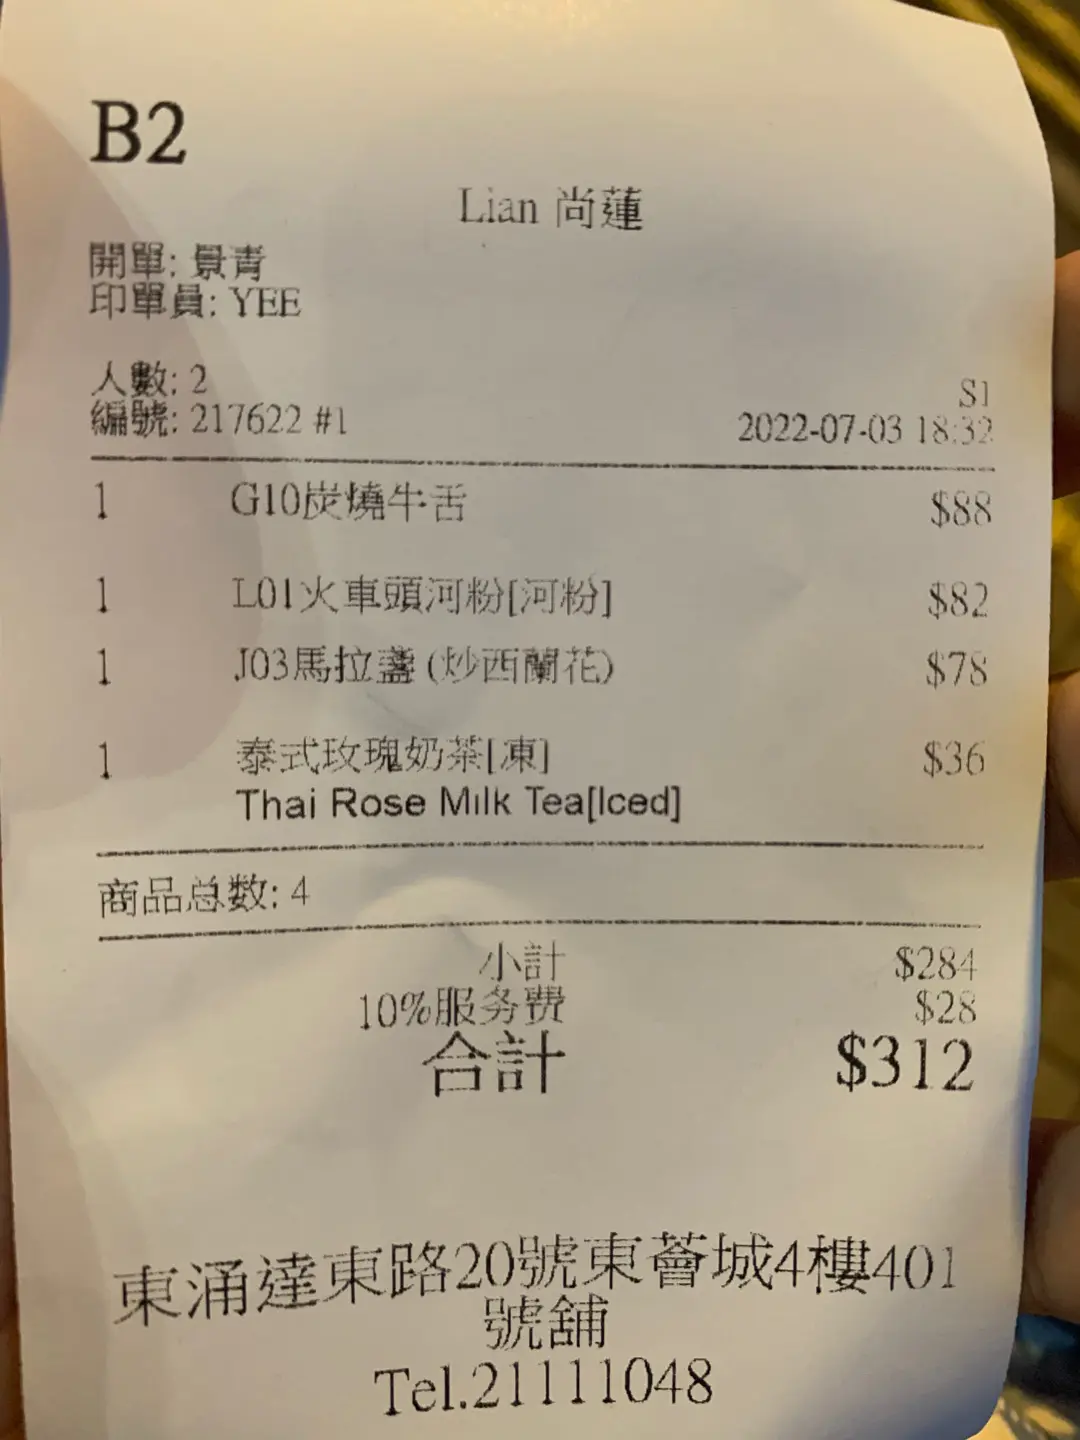 B2
Lian 尚蓮
開單: 景青
印單員: YEE
人數: 2
S1
編號: 217622 #1
2022-07-03 18:32
1 G10炭燒牛舌 $88
1 L01火車頭河粉[河粉] $82
1 J03馬拉盞 (炒西蘭花) $78
1 泰式玫瑰奶茶[凍] $36
Thai Rose Milk Tea[Iced]
商品总数: 4
小計 $284
10%服务费 $28
合計 $312
東涌達東路20號東薈城4樓401
號舖
Tel.21111048